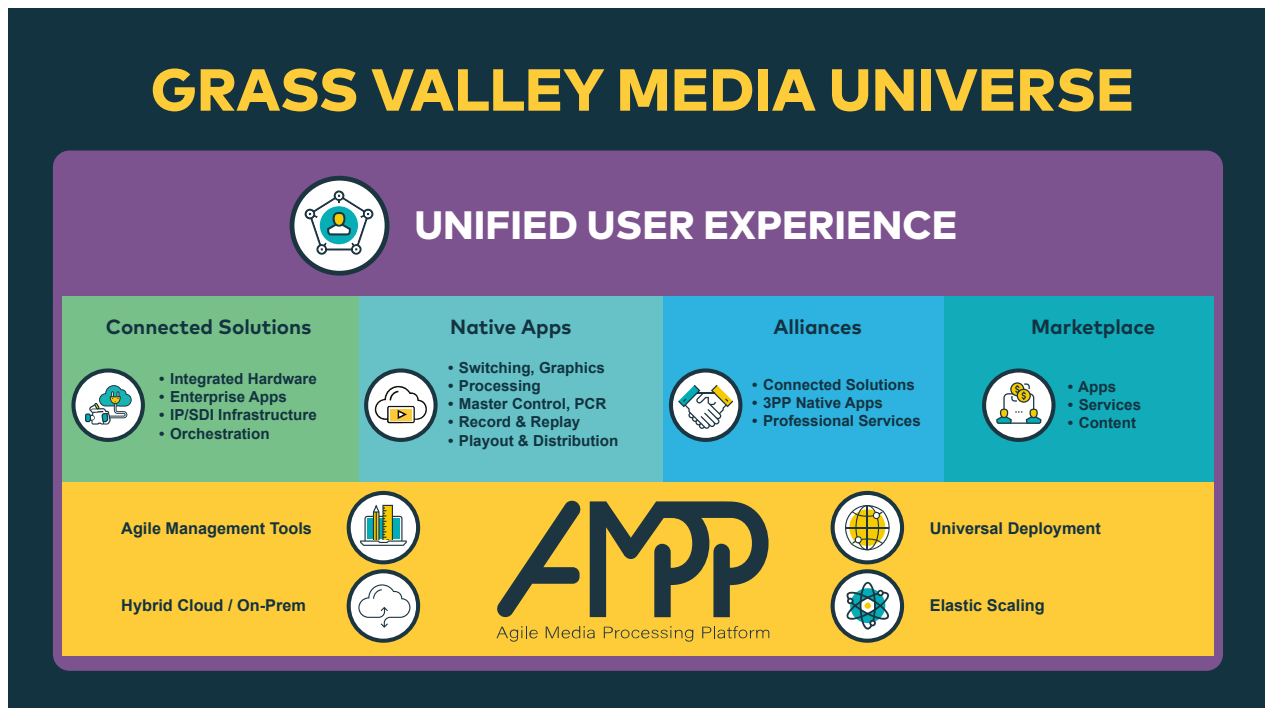 GRASS VALLEY MEDIA UNIVERSE
UNIFIED USER EXPERIENCE
Connected Solutions
• Integrated Hardware
• Enterprise Apps
• IP/SDI Infrastructure
• Orchestration
Native Apps
• Switching, Graphics
• Processing
• Master Control, PCR
• Record & Replay
• Playout & Distribution
Alliances
• Connected Solutions
• 3PP Native Apps
• Professional Services
Marketplace
• Apps
• Services
• Content
Agile Management Tools
Hybrid Cloud / On-Prem
AMPP
Agile Media Processing Platform
Universal Deployment
Elastic Scaling